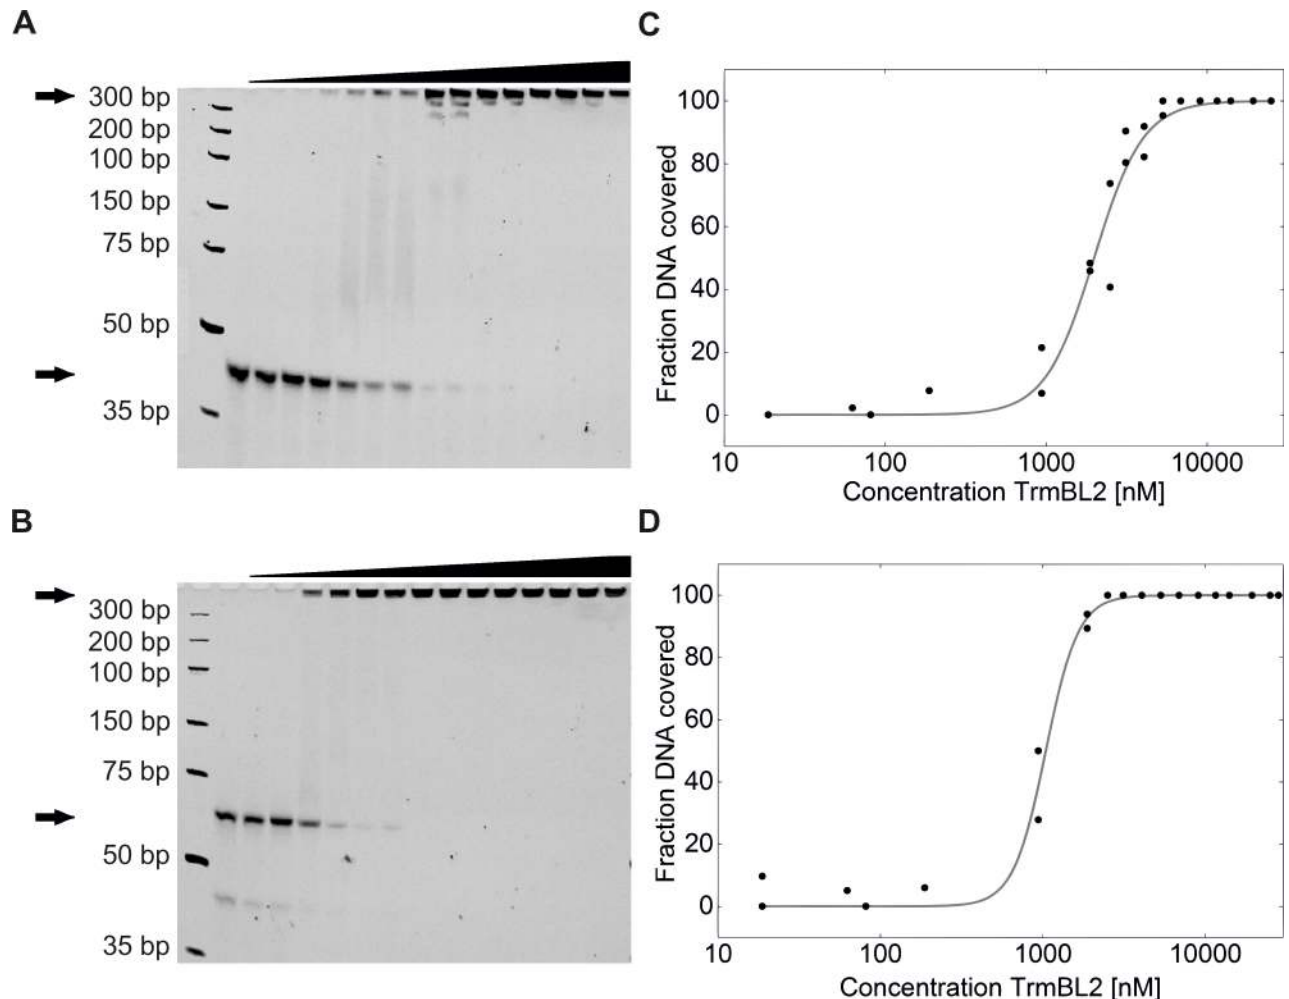 A
300 bp
200 bp
100 bp
150 bp
75 bp
50 bp
35 bp
C
Fraction DNA covered
100
80
60
40
20
0
10 100 1000 10000
Concentration TrmBL2 [nM]
B
300 bp
200 bp
100 bp
150 bp
75 bp
50 bp
35 bp
D
Fraction DNA covered
100
80
60
40
20
0
10 100 1000 10000
Concentration TrmBL2 [nM]